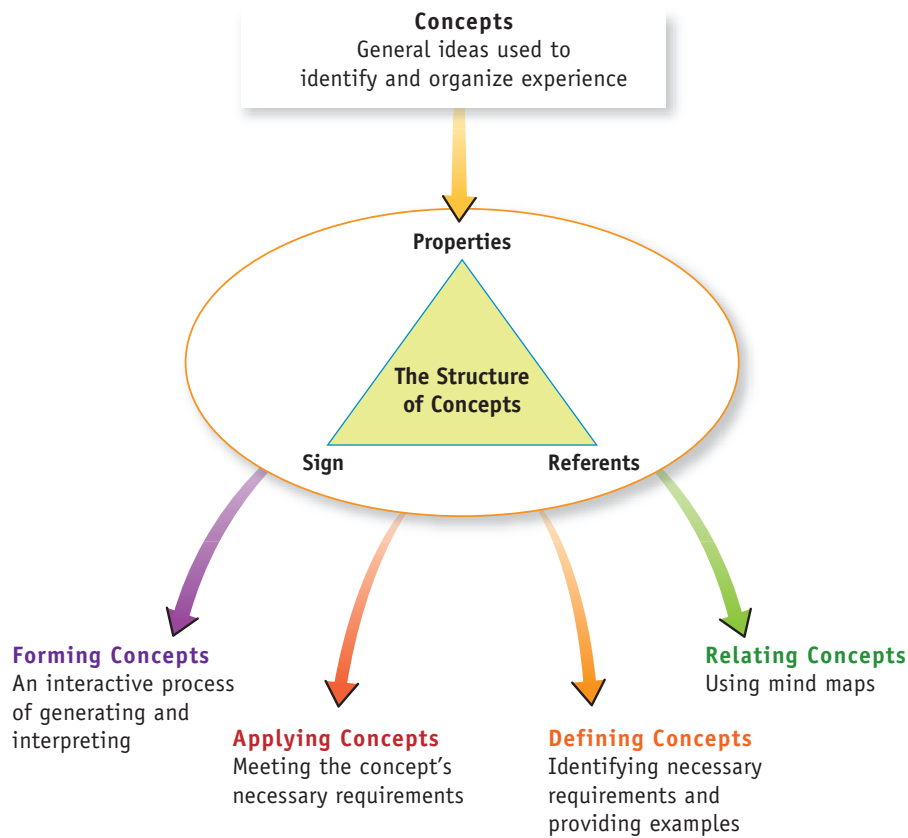 Concepts
General ideas used to
identify and organize experience
Properties
The Structure
of Concepts
Sign
Referents
Forming Concepts
An interactive process
of generating and
interpreting
Applying Concepts
Meeting the concept’s
necessary requirements
Defining Concepts
Identifying necessary
requirements and
providing examples
Relating Concepts
Using mind maps